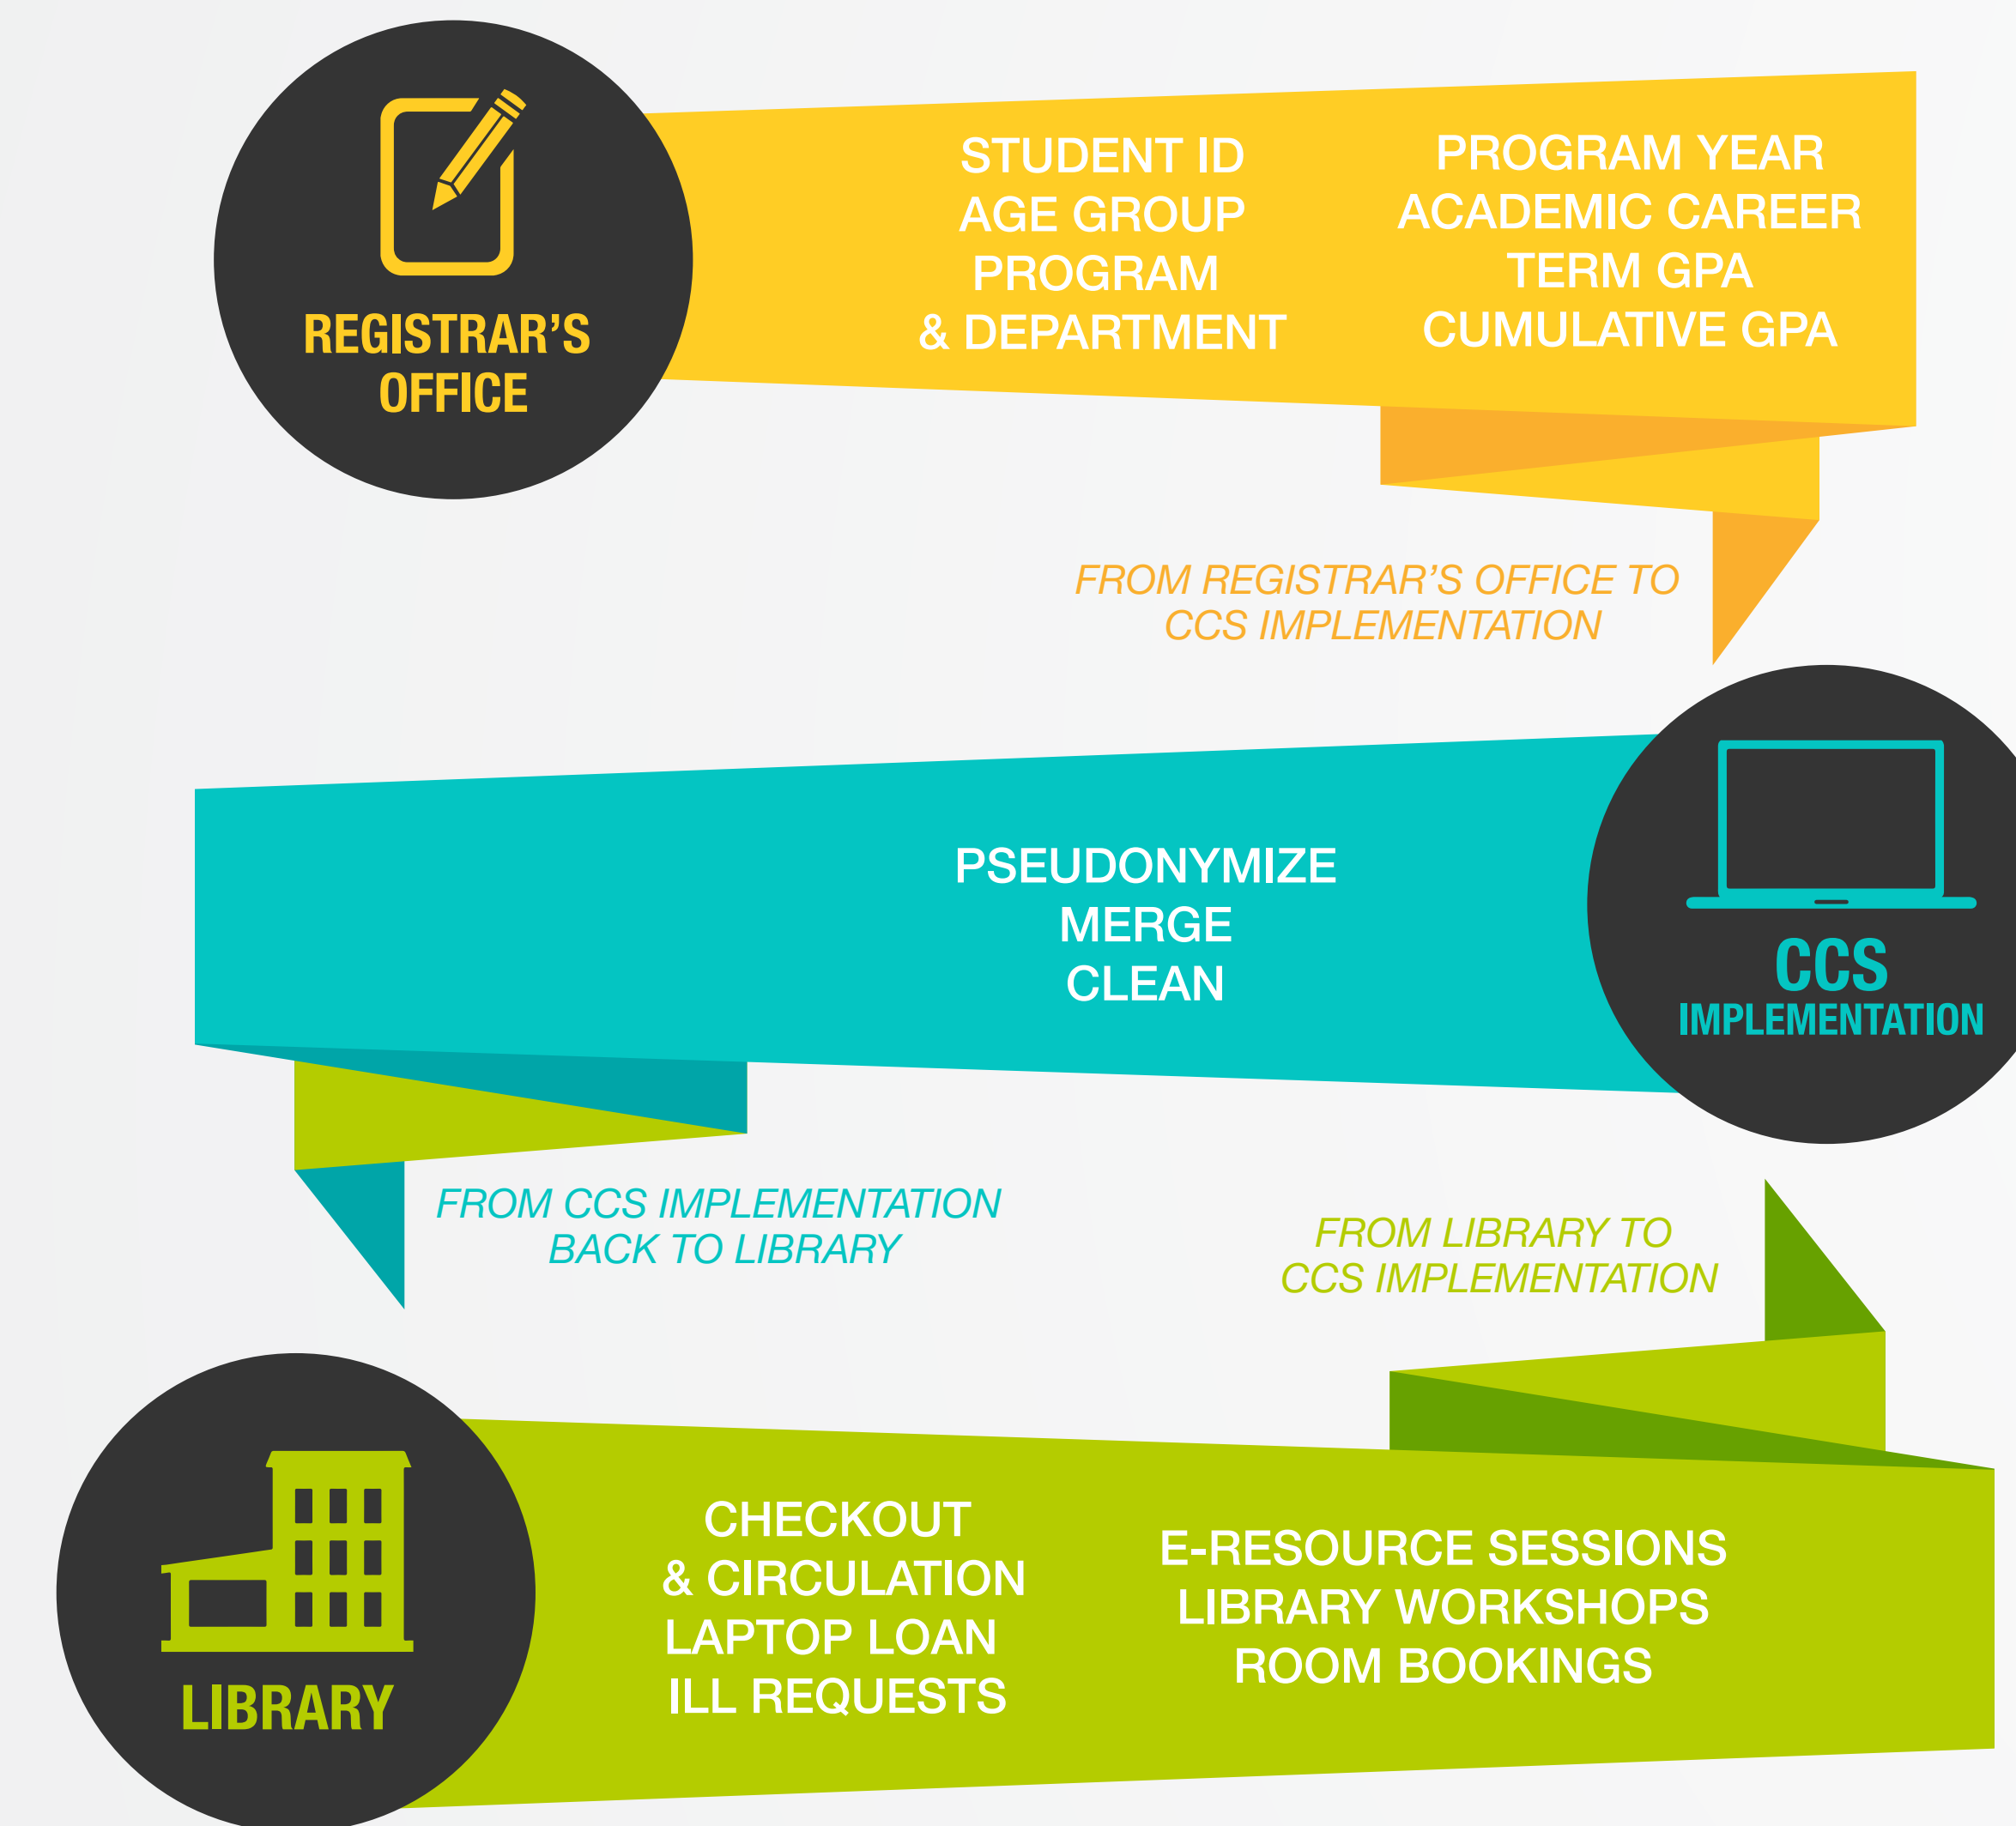 REGISTRAR’S
OFFICE
STUDENT ID
AGE GROUP
PROGRAM
& DEPARTMENT
PROGRAM YEAR
ACADEMIC CAREER
TERM GPA
CUMULATIVE GPA
FROM REGISTRAR’S OFFICE TO
CCS IMPLEMENTATION
PSEUDONYMIZE
MERGE
CLEAN
CCS
IMPLEMENTATION
FROM CCS IMPLEMENTATION
BACK TO LIBRARY
FROM LIBRARY TO
CCS IMPLEMENTATION
LIBRARY
CHECKOUT
& CIRCULATION
LAPTOP LOAN
ILL REQUESTS
E-RESOURCE SESSIONS
LIBRARY WORKSHOPS
ROOM BOOKINGS